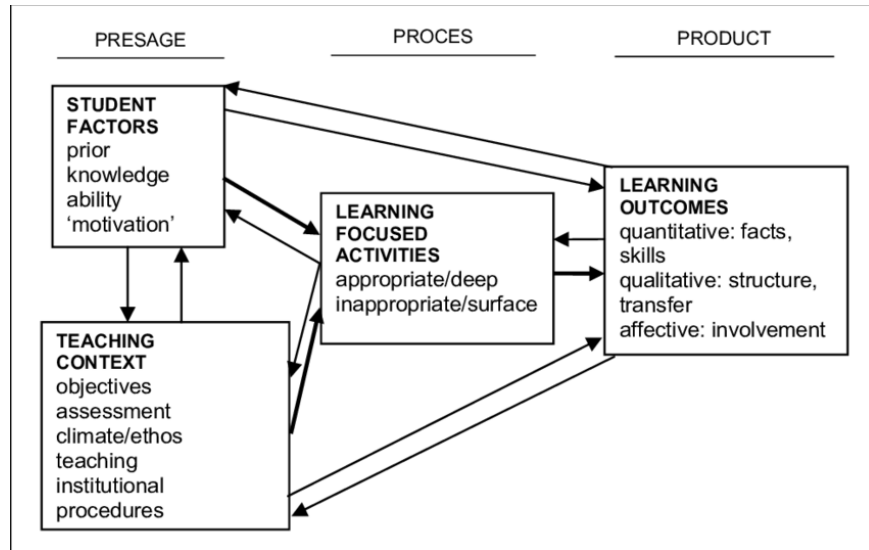 PRESAGE
PROCES
PRODUCT
STUDENT
FACTORS
prior
knowledge
ability
‘motivation’
TEACHING
CONTEXT
objectives
assessment
climate/ethos
teaching
institutional
procedures
LEARNING
FOCUSED
ACTIVITIES
appropriate/deep
inappropriate/surface
LEARNING
OUTCOMES
quantitative: facts,
skills
qualitative: structure,
transfer
affective: involvement